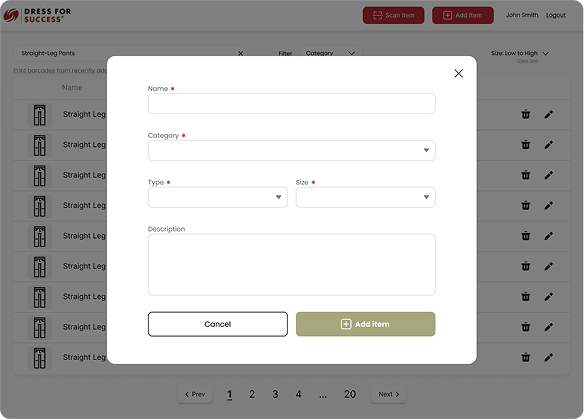 DRESS FOR
SUCCESS
Scan Item
Add Item
John Smith
Logout
Straight-Leg Pants
Filter
Category
Size: Low to High
Clear sort
Print barcodes from recently add
Name
Straight Leg
Straight Leg
Straight Leg
Straight Leg
Straight Leg
Straight Leg
Straight Leg
Straight Leg
Straight Leg
Name *
Category *
Type *
Size *
Description
Cancel
Add item
Prev
1
2
3
4
...
20
Next